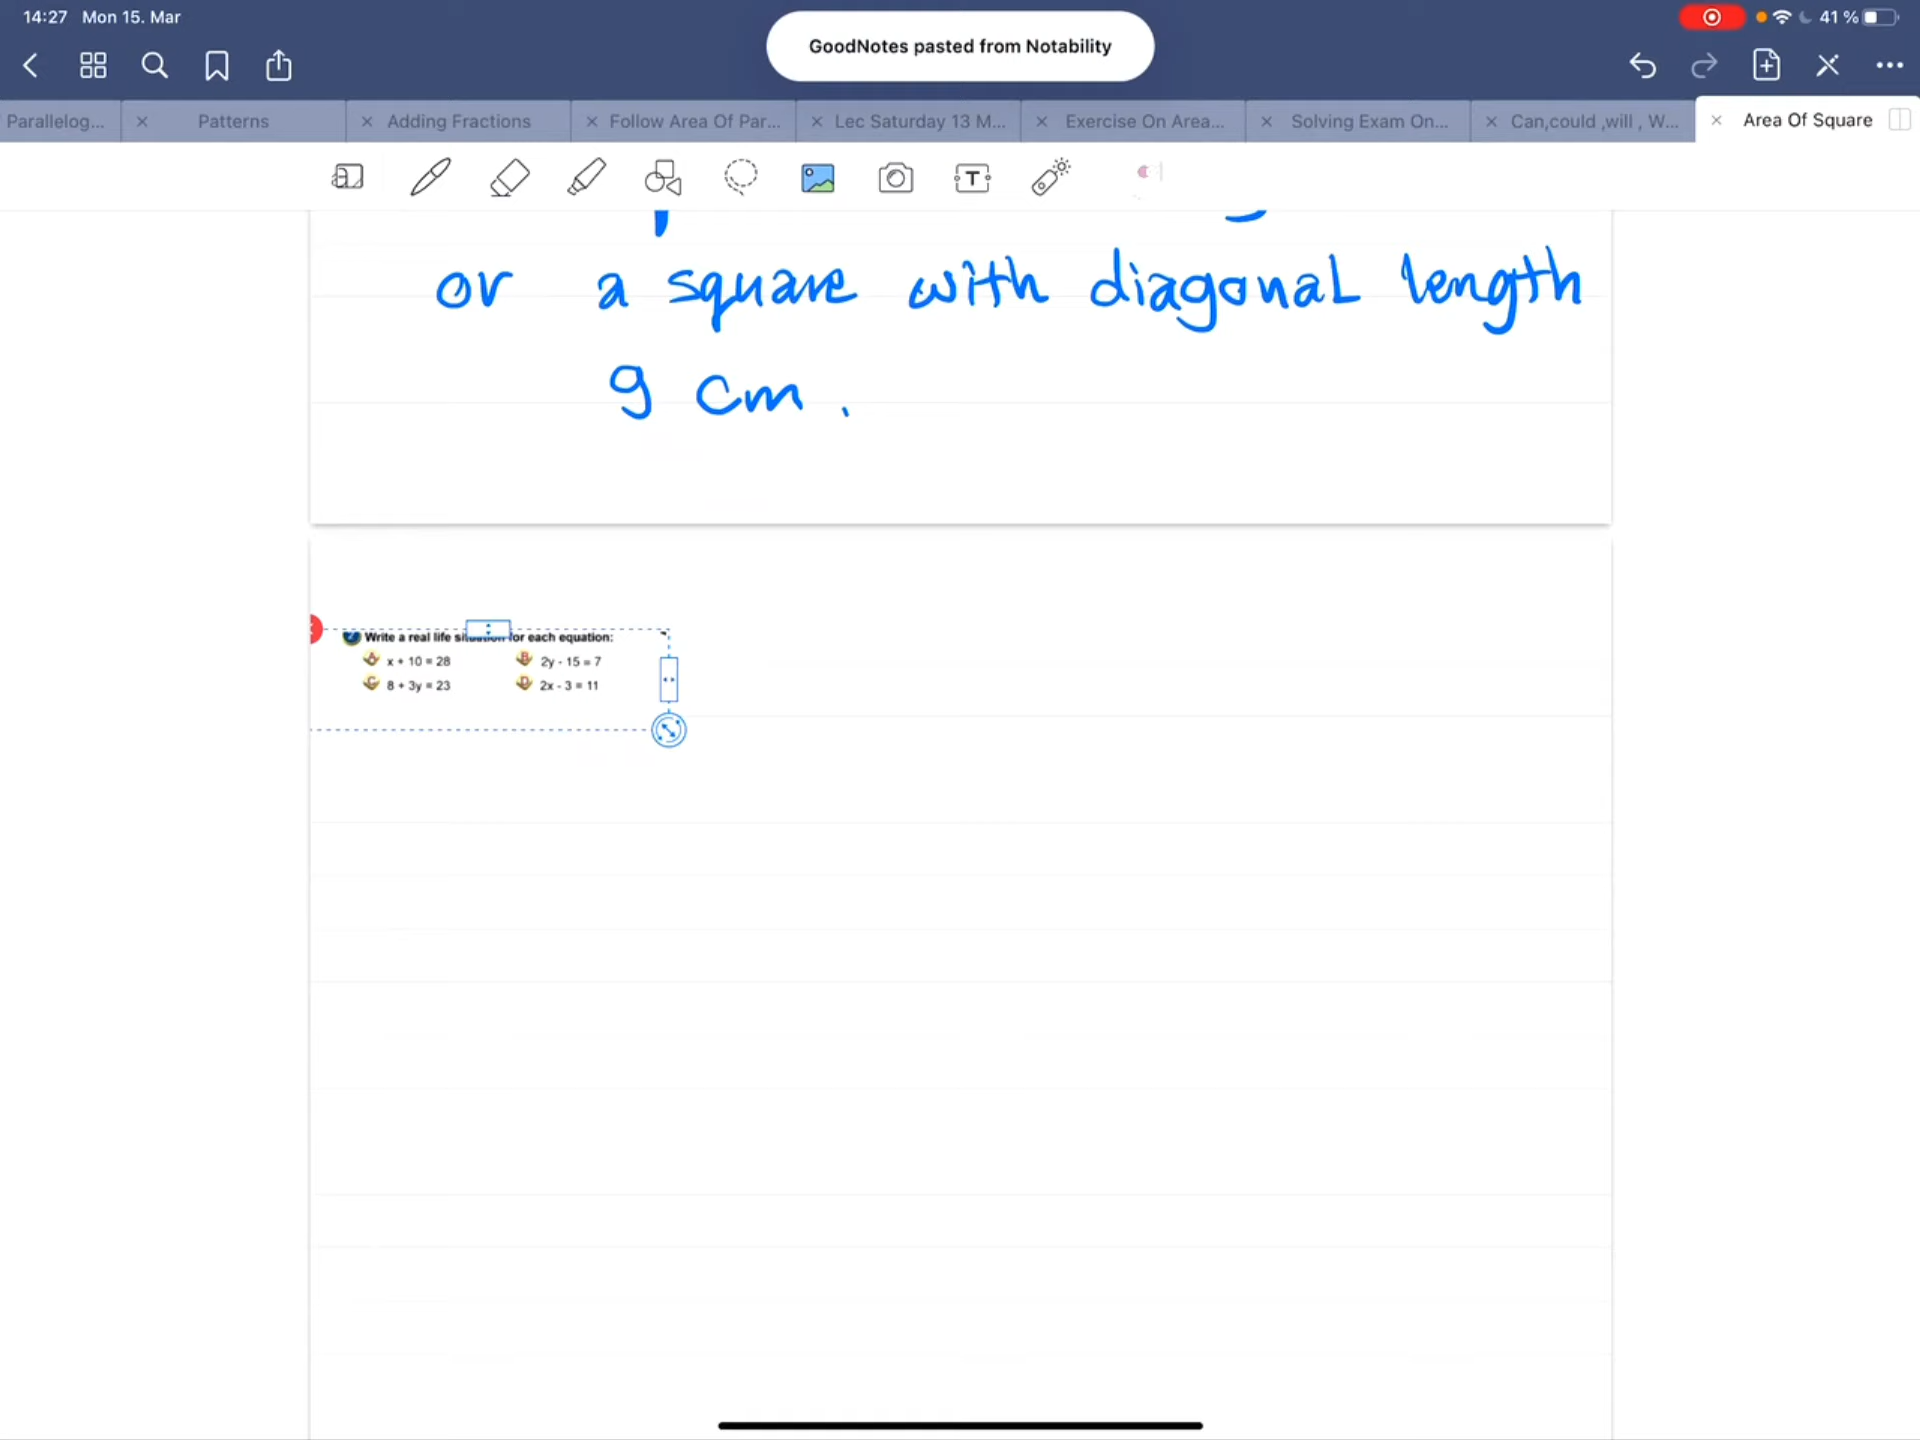 14:27 Mon 15. Mar
GoodNotes pasted from Notability
41 %
Parallelog...
Patterns
Adding Fractions
Follow Area Of Par...
Lec Saturday 13 M...
Exercise On Area...
Solving Exam On...
Can,could ,will , W...
Area Of Square
or a square with diagonal length
9 cm .
Write a real life situation for each equation:
A x + 10 = 28 B 2y - 15 = 7
C 8 + 3y = 23 D 2x - 3 = 11